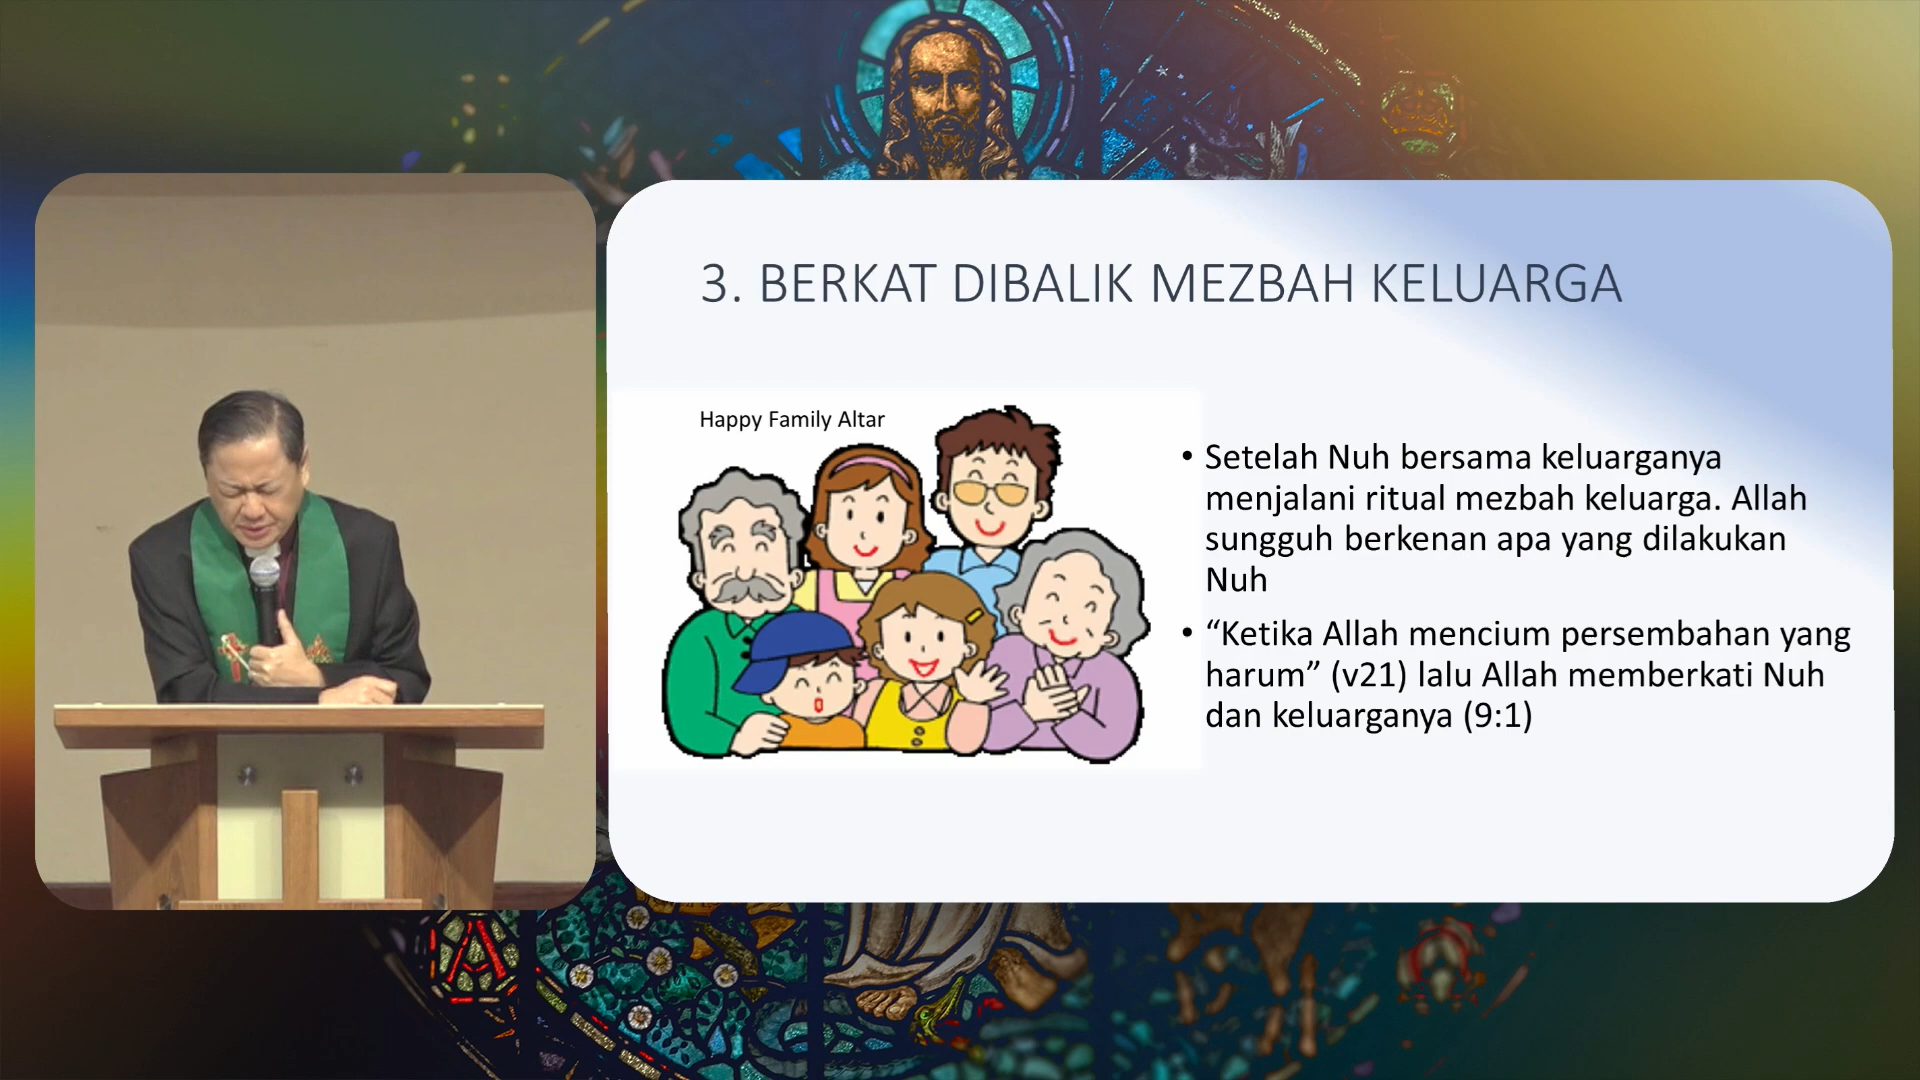 3. BERKAT DIBALIK MEZBAH KELUARGA
Happy Family Altar
• Setelah Nuh bersama keluarganya
menjalani ritual mezbah keluarga. Allah
sungguh berkenan apa yang dilakukan
Nuh
• “Ketika Allah mencium persembahan yang
harum” (v21) lalu Allah memberkati Nuh
dan keluarganya (9:1)